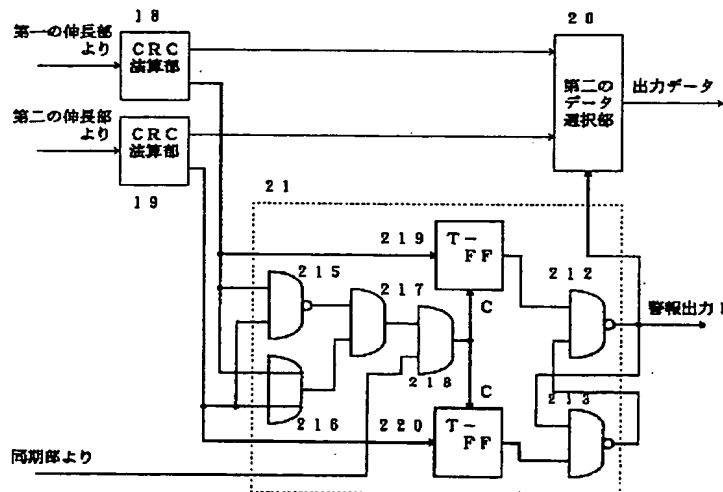 18
20
第一の伸長部
より
CRC
演算部
第二の
データ
選択部
出力データ
第二の伸長部
より
CRC
演算部
19
21
219
T-
FF
215
217
212
C
警報出力1
218
C
213
216
220
T-
FF
同期部より